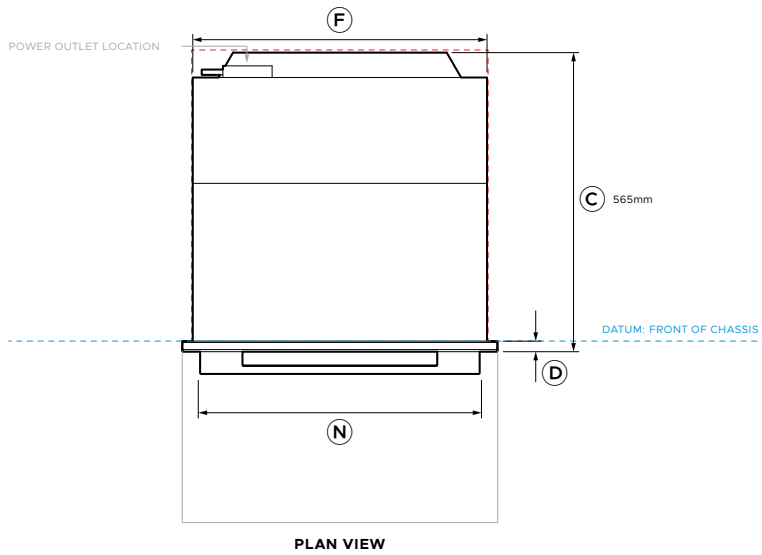 F
POWER OUTLET LOCATION
C 565mm
DATUM: FRONT OF CHASSIS
D
N
PLAN VIEW